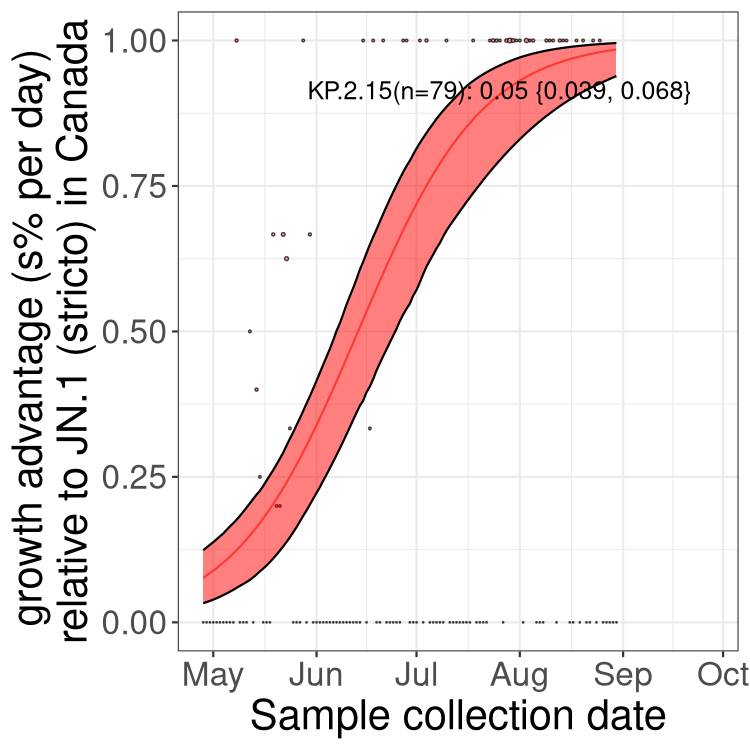 growth advantage (s% per day)
relative to JN.1 (stricto) in Canada
1.00
0.75
0.50
0.25
0.00
KP.2.15(n=79): 0.05 {0.039, 0.068}
May Jun Jul Aug Sep Oct
Sample collection date